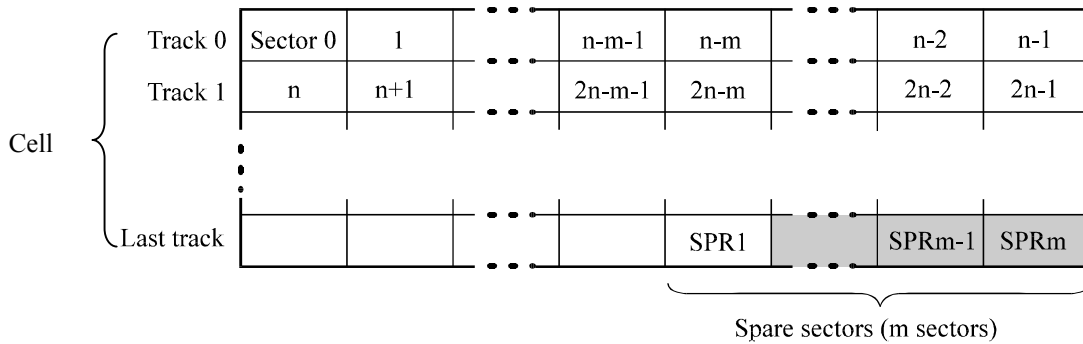 Track 0 Sector 0 1 n-m-1 n-m n-2 n-1
Track 1 n n+1 2n-m-1 2n-m 2n-2 2n-1
Cell
Last track SPR1 SPRm-1 SPRm
Spare sectors (m sectors)